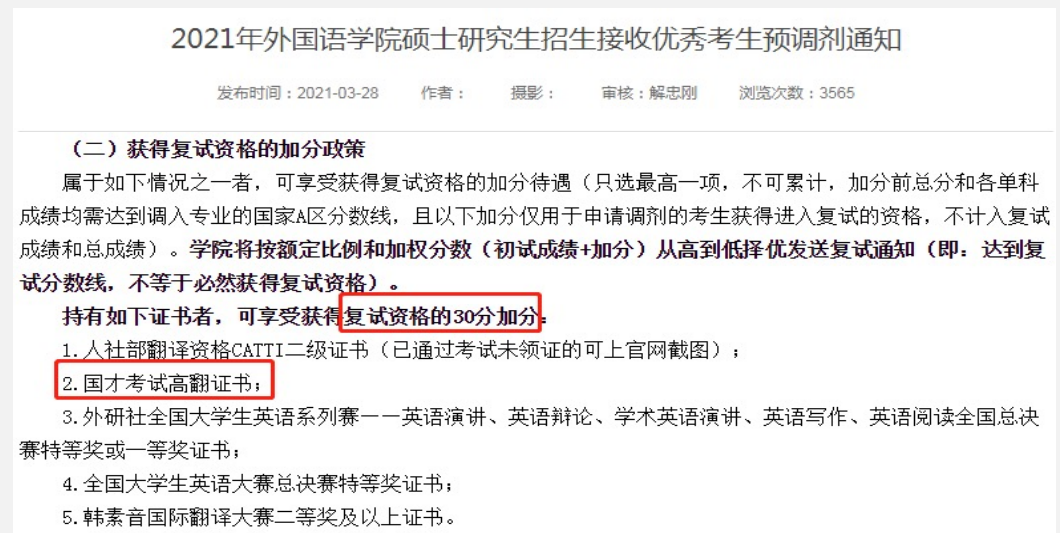 2021年外国语学院硕士研究生招生接收优秀考生预调剂通知
发布时间：2021-03-28 作者： 摄影： 审核：解忠刚 浏览次数：3565
（二）获得复试资格的加分政策
属于如下情况之一者，可享受获得复试资格的加分待遇（只选最高一项，不可累计，加分前总分和各单科
成绩均需达到调入专业的国家A区分数线，且以下加分仅用于申请调剂的考生获得进入复试的资格，不计入复试
成绩和总成绩）。学院将按额定比例和加权分数（初试成绩+加分）从高到低择优发送复试通知（即：达到复
试分数线，不等于必然获得复试资格）。
持有如下证书者，可享受获得复试资格的30分加分：
1.人社部翻译资格CATTI二级证书（已通过考试未领证的可上官网截图）；
2.国才考试高翻证书；
3.外研社全国大学生英语系列赛——英语演讲、英语辩论、学术英语演讲、英语写作、英语阅读全国总决
赛特等奖或一等奖证书；
4.全国大学生英语大赛总决赛特等奖证书；
5.韩素音国际翻译大赛二等奖及以上证书。